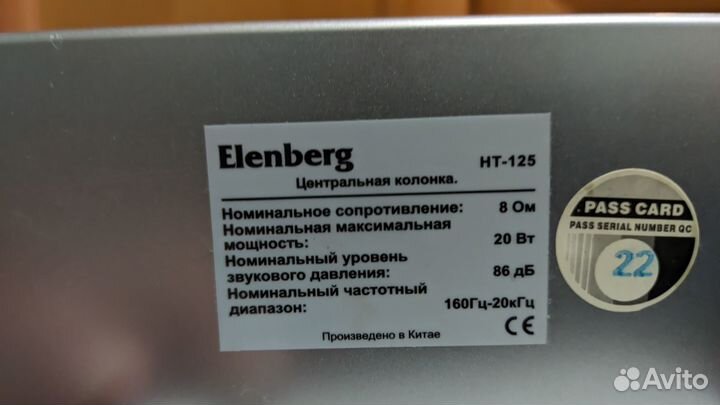 Elenberg HT-125
Центральная колонка.
Номинальное сопротивление: 8 Ом
Номинальная максимальная
мощность: 20 Вт
Номинальный уровень
звукового давления: 86 дБ
Номинальный частотный
диапазон: 160Гц-20кГц
Произведено в Китае CE
PASS CARD
PASS SERIAL NUMBER QC
22
Avito